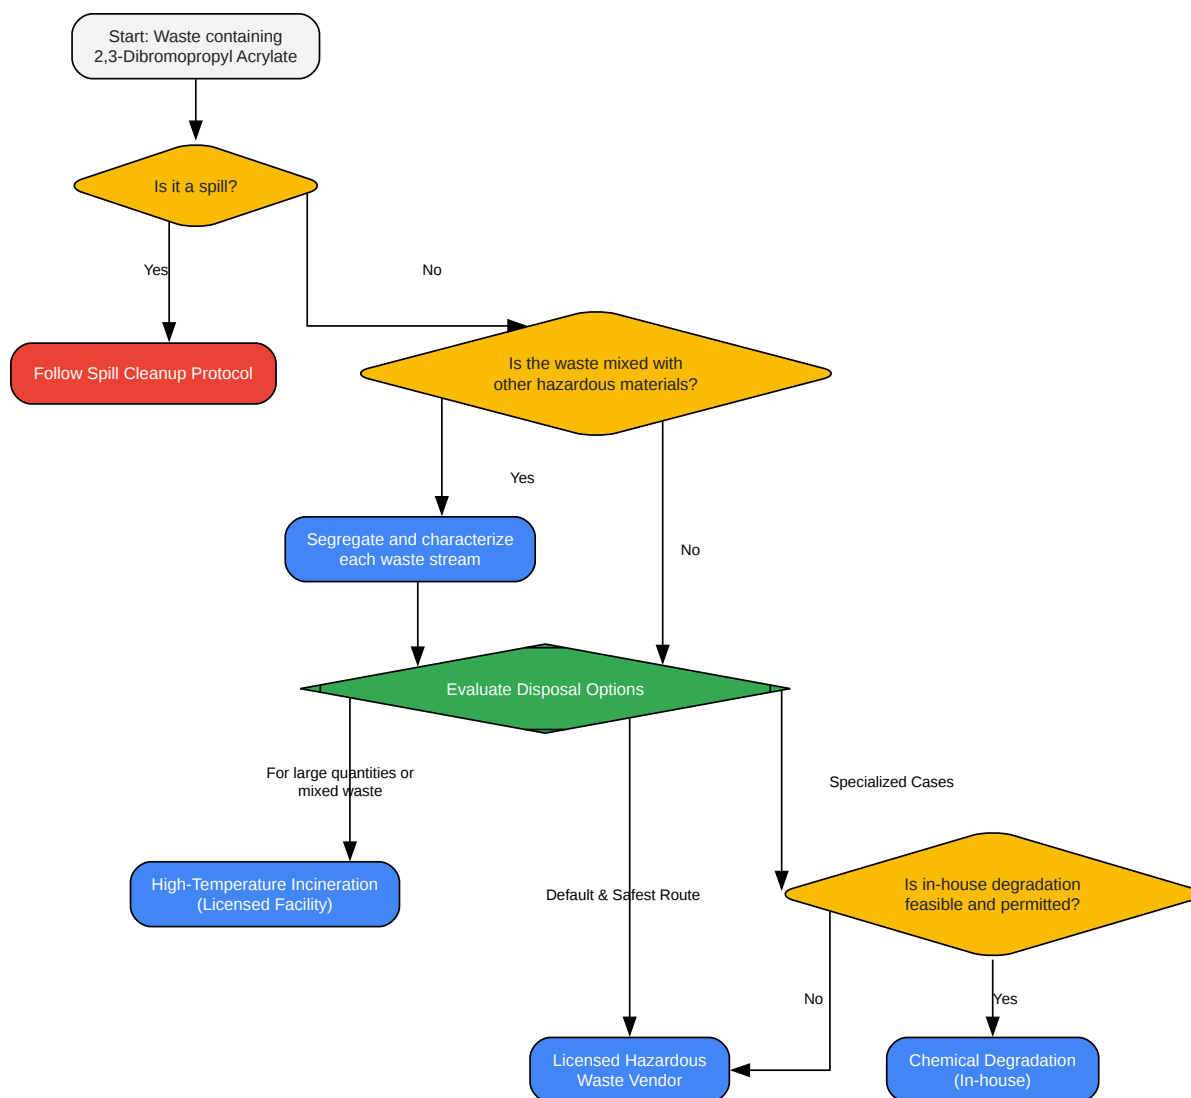 Start: Waste containing
2,3-Dibromopropyl Acrylate
Is it a spill?
Yes
No
Follow Spill Cleanup Protocol
Is the waste mixed with
other hazardous materials?
Yes
Segregate and characterize
each waste stream
No
Evaluate Disposal Options
For large quantities or
mixed waste
Specialized Cases
High-Temperature Incineration
(Licensed Facility)
Default & Safest Route
Is in-house degradation
feasible and permitted?
No
Yes
Licensed Hazardous
Waste Vendor
Chemical Degradation
(In-house)